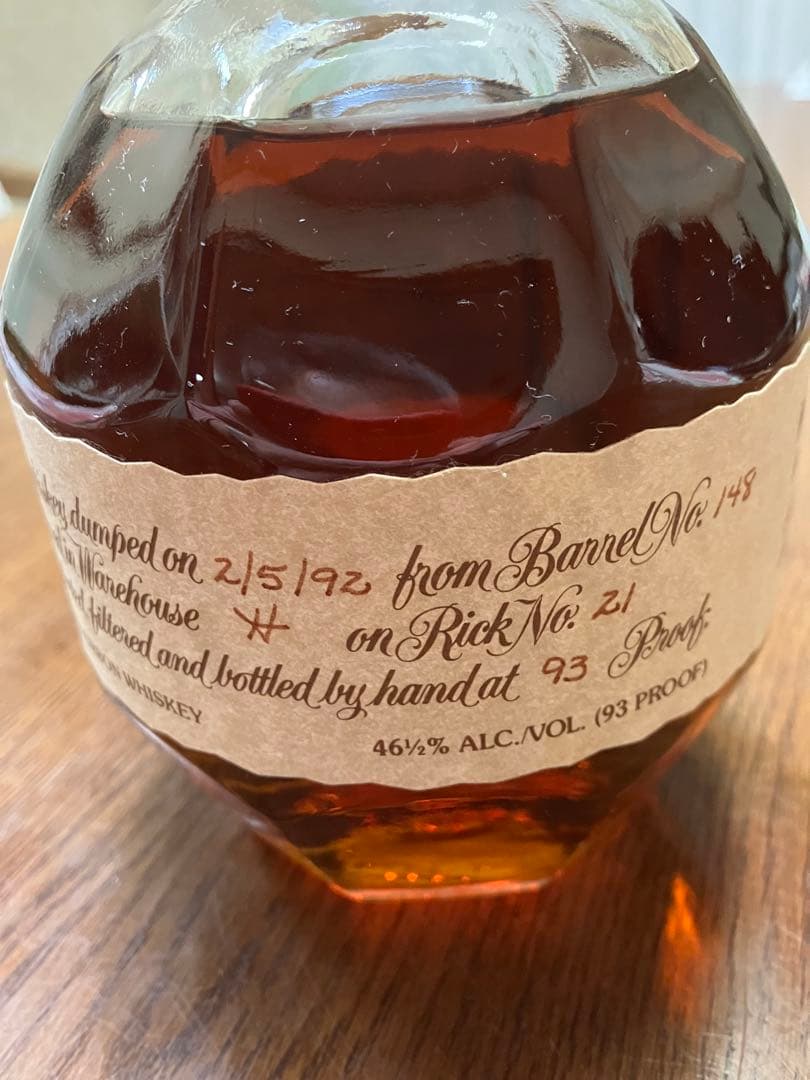 dumped on 2/5/92 from Barrel No. 148
in Warehouse H on Rick No. 21
filtered and bottled by hand at 93 Proof.
WHISKEY 46½% ALC./VOL. (93 PROOF)